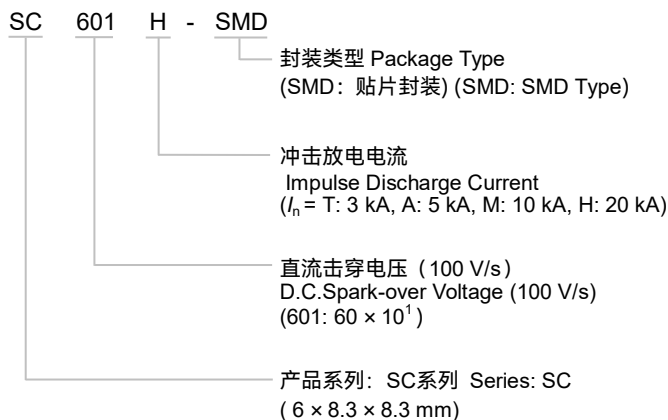 SC 601 H - SMD
封装类型 Package Type
(SMD：贴片封装) (SMD: SMD Type)
冲击放电电流
Impulse Discharge Current
(Iₙ = T: 3 kA, A: 5 kA, M: 10 kA, H: 20 kA)
直流击穿电压（100 V/s）
D.C.Spark-over Voltage (100 V/s)
(601: 60 × 10¹)
产品系列：SC系列 Series: SC
( 6 × 8.3 × 8.3 mm)